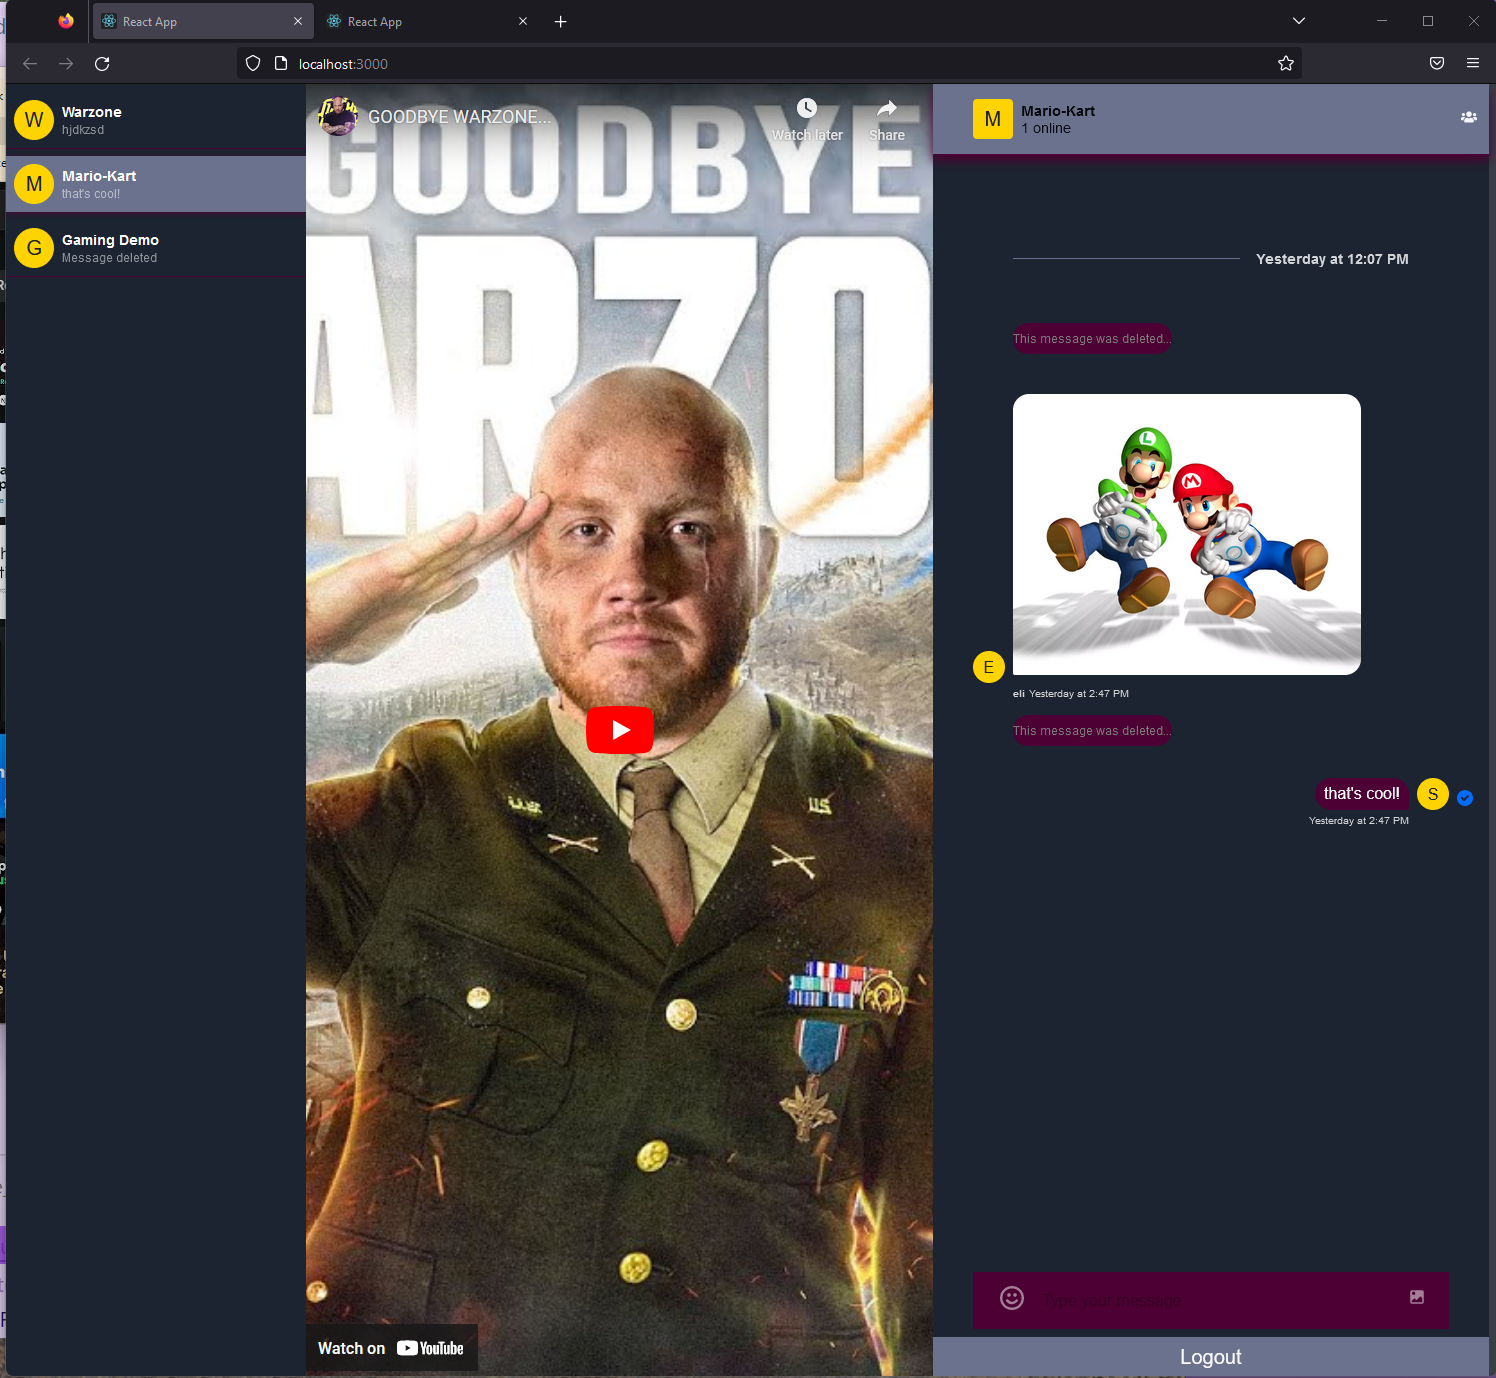 React App
React App
localhost:3000
W
Warzone
hjdkzsd
M
Mario-Kart
that's cool!
G
Gaming Demo
Message deleted
GOODBYE WARZONE...
Watch later
Share
GOODBYE
ARZO
U.S
US
Watch on YouTube
M
Mario-Kart
1 online
Yesterday at 12:07 PM
This message was deleted...
L
M
E
eli Yesterday at 2:47 PM
This message was deleted...
that's cool!
S
Yesterday at 2:47 PM
Type your message
Logout